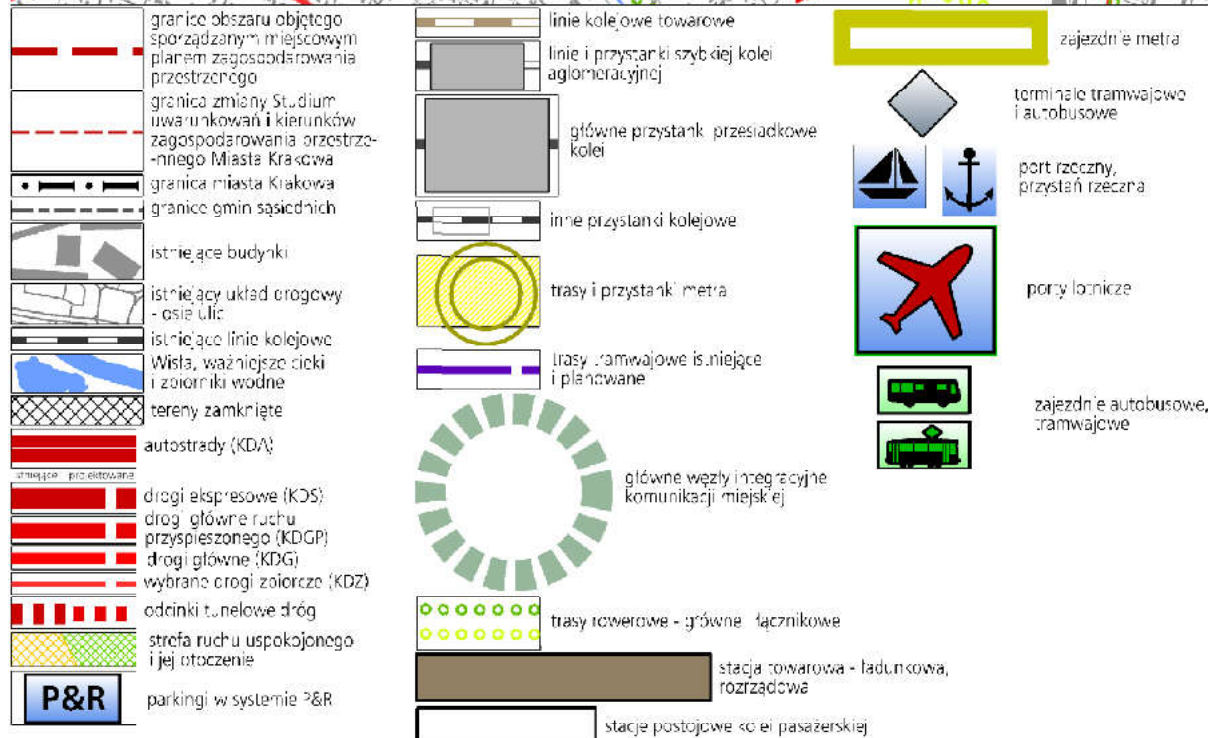 granice obszaru objętego
sporządzanym miejscowym
planem zagospodarowania
przestrzenego
granica zmiany Studium
uwarunkowań i kierunków
zagospodarowania przestrze-
-nnego Miasta Krakowa
granica miasta Krakowa
granice gmin sąsiednich
istniejące budynki
istniejący układ drogowy
- osie ulic
istniejące linie kolejowe
Wisła, ważniejsze cieki
i zbiorniki wodne
tereny zamknięte
autostrady (KDA)
istniejące projektowane
drogi ekspresowe (KDS)
drogi główne ruchu
przyspieszonego (KDGP)
drogi główne (KDG)
wybrane drogi zbiorcze (KDZ)
odcinki tunelowe dróg
strefa ruchu uspokojonego
i jej otoczenie
P&R
parkingi w systemie P&R
linie kolejowe towarowe
linie i przystanki szybkiej kolei
aglomeracyjnej
główne przystanki przesiadkowe
kolei
inne przystanki kolejowe
trasy i przystanki metra
trasy tramwajowe istniejące
i planowane
główne węzły integracyjne
komunikacji miejskiej
trasy rowerowe - główne i łącznikowe
stacja towarowa - ładunkowa,
rozrządowa
stacje postojowe kolei pasażerskiej
zajezdnie metra
terminale tramwajowe
i autobusowe
port rzeczny,
przystań rzeczna
porty lotnicze
zajezdnie autobusowe,
tramwajowe